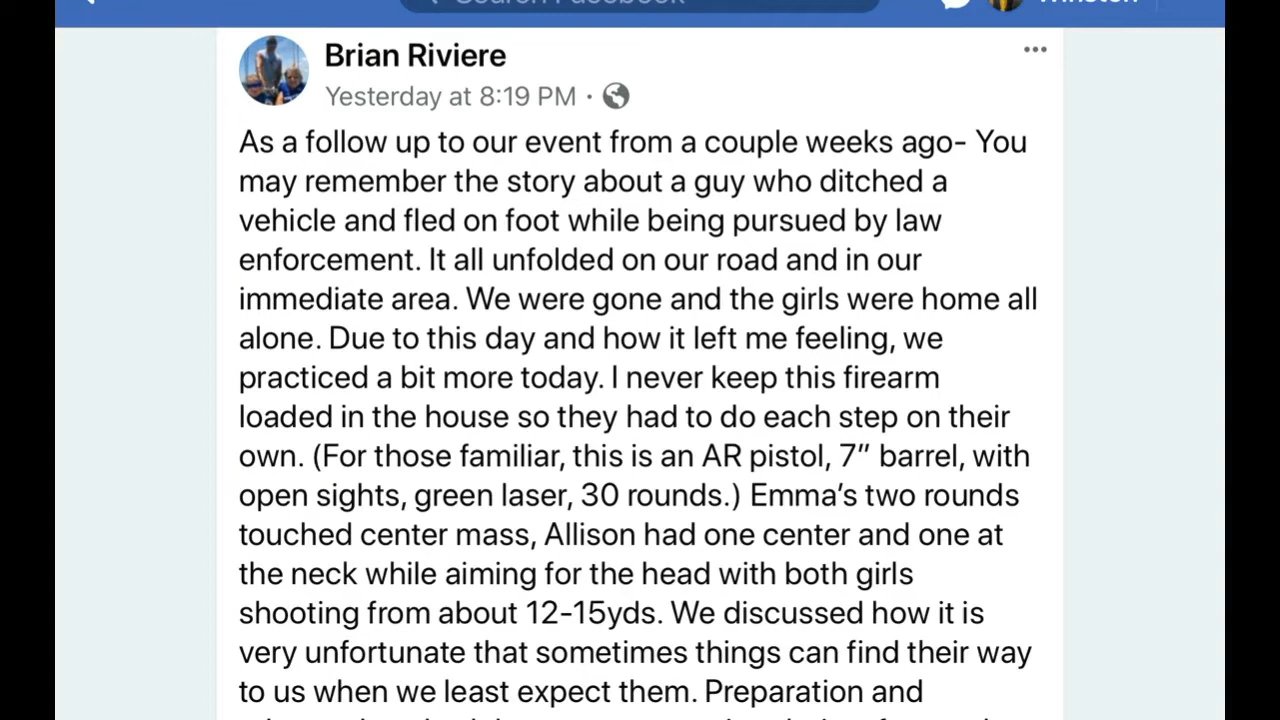 Brian Riviere
Yesterday at 8:19 PM ·
As a follow up to our event from a couple weeks ago- You
may remember the story about a guy who ditched a
vehicle and fled on foot while being pursued by law
enforcement. It all unfolded on our road and in our
immediate area. We were gone and the girls were home all
alone. Due to this day and how it left me feeling, we
practiced a bit more today. I never keep this firearm
loaded in the house so they had to do each step on their
own. (For those familiar, this is an AR pistol, 7” barrel, with
open sights, green laser, 30 rounds.) Emma’s two rounds
touched center mass, Allison had one center and one at
the neck while aiming for the head with both girls
shooting from about 12-15yds. We discussed how it is
very unfortunate that sometimes things can find their way
to us when we least expect them. Preparation and